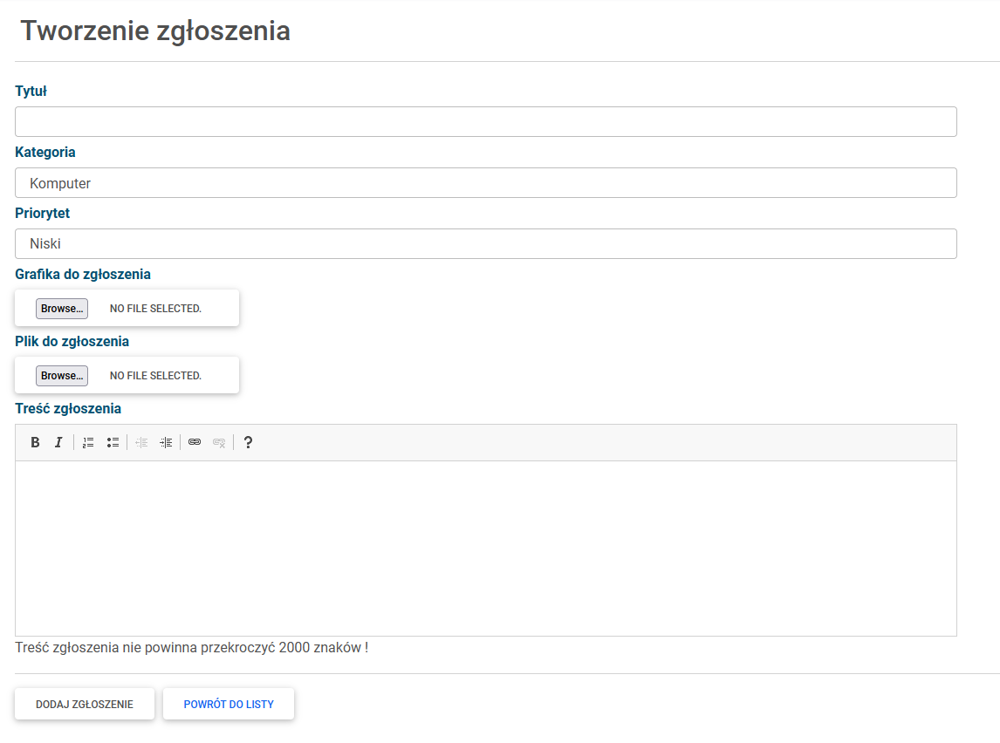 Tworzenie zgłoszenia
Tytuł
Kategoria
Komputer
Priorytet
Niski
Grafika do zgłoszenia
Browse... NO FILE SELECTED.
Plik do zgłoszenia
Browse... NO FILE SELECTED.
Treść zgłoszenia
B I ?
Treść zgłoszenia nie powinna przekroczyć 2000 znaków !
DODAJ ZGŁOSZENIE POWRÓT DO LISTY